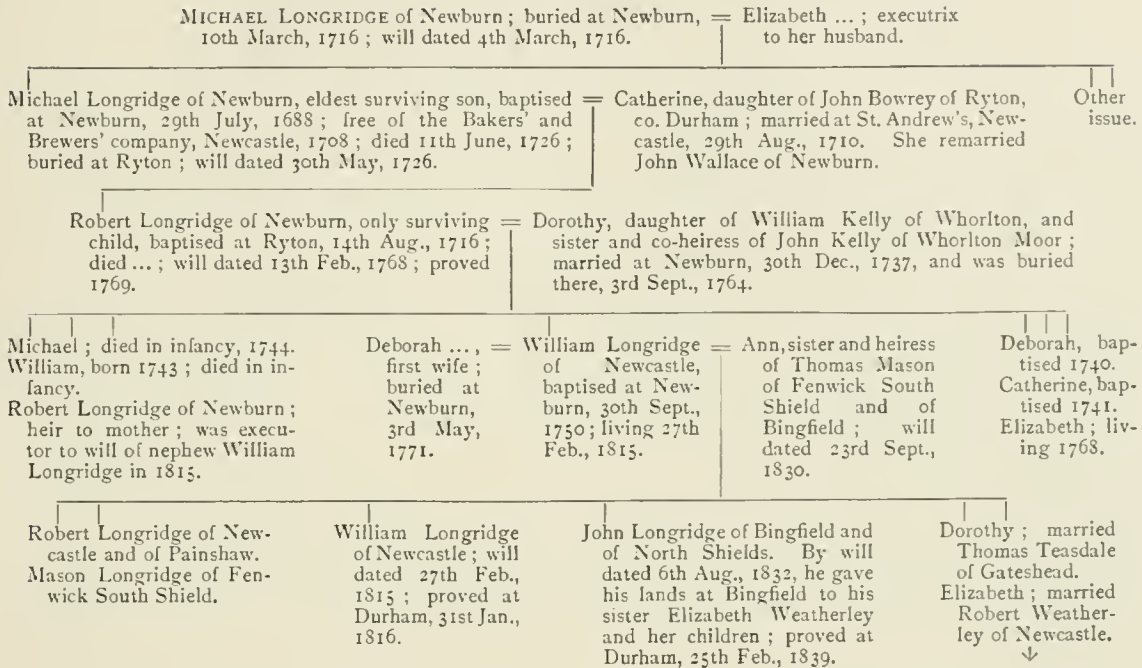 MICHAEL LONGRIDGE of Newburn ; buried at Newburn,
10th March, 1716 ; will dated 4th March, 1716.
=
Elizabeth ... ; executrix
to her husband.
Michael Longridge of Newburn, eldest surviving son, baptised
at Newburn, 29th July, 1688 ; free of the Bakers' and
Brewers' company, Newcastle, 1708 ; died 11th June, 1726 ;
buried at Ryton ; will dated 30th May, 1726.
=
Catherine, daughter of John Bowrey of Ryton,
co. Durham ; married at St. Andrew's, New-
castle, 29th Aug., 1710. She remarried
John Wallace of Newburn.
Other
issue.
Robert Longridge of Newburn, only surviving
child, baptised at Ryton, 14th Aug., 1716 ;
died ... ; will dated 13th Feb., 1768 ; proved
1769.
=
Dorothy, daughter of William Kelly of Whorlton, and
sister and co-heiress of John Kelly of Whorlton Moor ;
married at Newburn, 30th Dec., 1737, and was buried
there, 3rd Sept., 1764.
Michael ; died in infancy, 1744.
William, born 1743 ; died in in-
fancy.
Robert Longridge of Newburn ;
heir to mother ; was execu-
tor to will of nephew William
Longridge in 1815.
Deborah ...,
first wife ;
buried at
Newburn,
3rd May,
1771.
=
William Longridge
of Newcastle,
baptised at New-
burn, 30th Sept.,
1750 ; living 27th
Feb., 1815.
=
Ann, sister and heiress
of Thomas Mason
of Fenwick South
Shield and of
Bingfield ; will
dated 23rd Sept.,
1830.
Deborah, bap-
tised 1740.
Catherine, bap-
tised 1741.
Elizabeth ; liv-
ing 1768.
Robert Longridge of New-
castle and of Painshaw.
Mason Longridge of Fen-
wick South Shield.
William Longridge
of Newcastle ; will
dated 27th Feb.,
1815 ; proved at
Durham, 31st Jan.,
1816.
John Longridge of Bingfield and
of North Shields. By will
dated 6th Aug., 1832, he gave
his lands at Bingfield to his
sister Elizabeth Weatherley
and her children ; proved at
Durham, 25th Feb., 1839.
Dorothy ; married
Thomas Teasdale
of Gateshead.
Elizabeth ; married
Robert Weather-
ley of Newcastle.